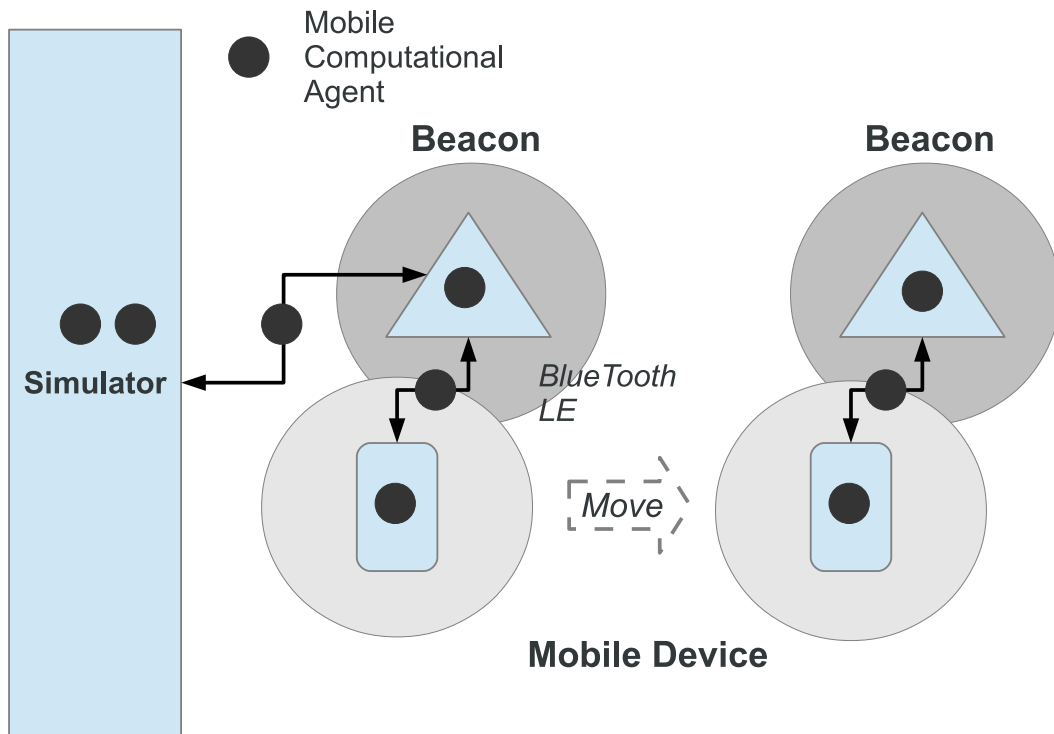 Mobile
Computational
Agent
Beacon
Beacon
Simulator
BlueTooth
LE
Move
Mobile Device